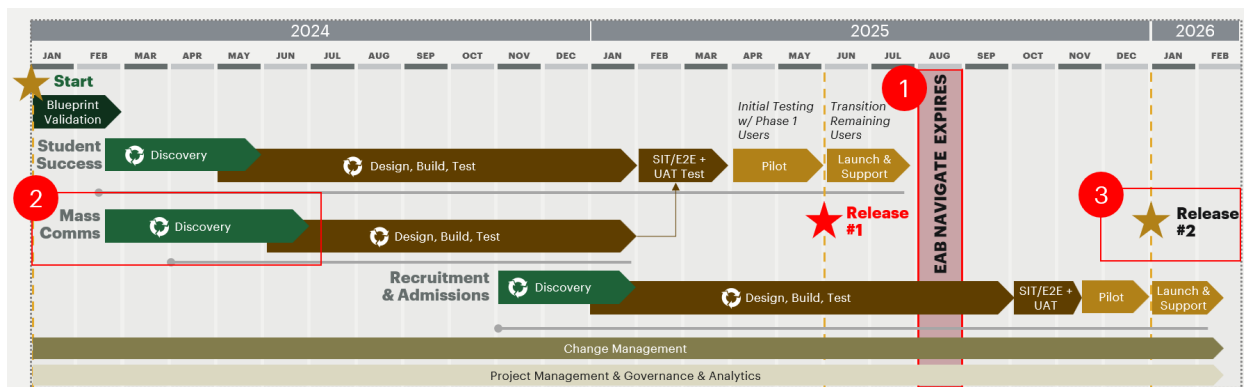 2024 2025 2026
JAN FEB MAR APR MAY JUN JUL AUG SEP OCT NOV DEC JAN FEB MAR APR MAY JUN JUL AUG SEP OCT NOV DEC JAN FEB
Start
1
Blueprint
Validation
Initial Testing
w/ Phase 1
Users
Transition
Remaining
Users
EAB NAVIGATE EXPIRES
Student
Success
Discovery
Design, Build, Test
SIT/E2E +
UAT Test
Pilot
Launch &
Support
2
Mass
Comms
Discovery
Design, Build, Test
Release
#1
3
Release
#2
Recruitment
& Admissions
Discovery
Design, Build, Test
SIT/E2E +
UAT
Pilot
Launch &
Support
Change Management
Project Management & Governance & Analytics